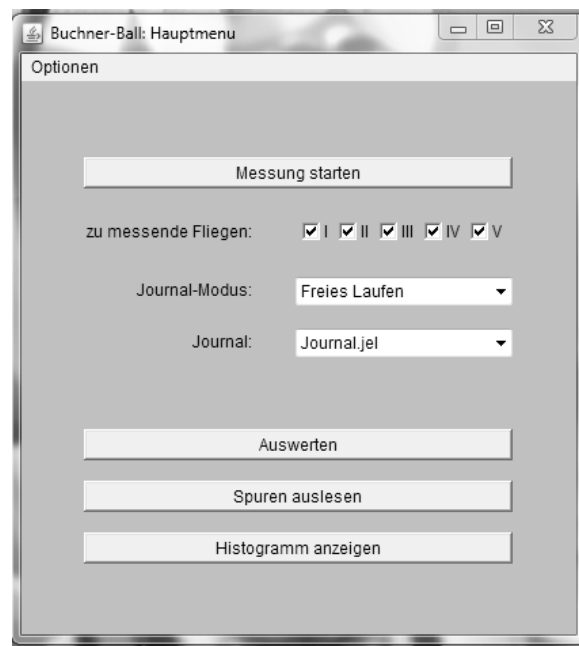 Buchner-Ball: Hauptmenu
Optionen
Messung starten
zu messende Fliegen: I II III IV V
Journal-Modus: Freies Laufen
Journal: Journal.jel
Auswerten
Spuren auslesen
Histogramm anzeigen